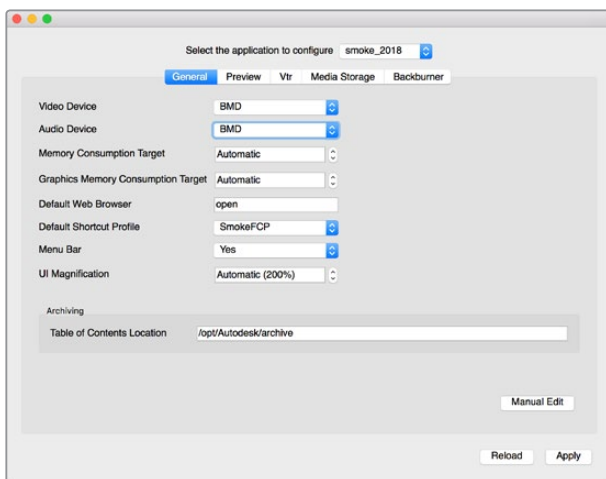 Select the application to configure smoke_2018
General Preview Vtr Media Storage Backburner
Video Device BMD
Audio Device BMD
Memory Consumption Target Automatic
Graphics Memory Consumption Target Automatic
Default Web Browser open
Default Shortcut Profile SmokeFCP
Menu Bar Yes
UI Magnification Automatic (200%)
Archiving
Table of Contents Location /opt/Autodesk/archive
Manual Edit
Reload Apply